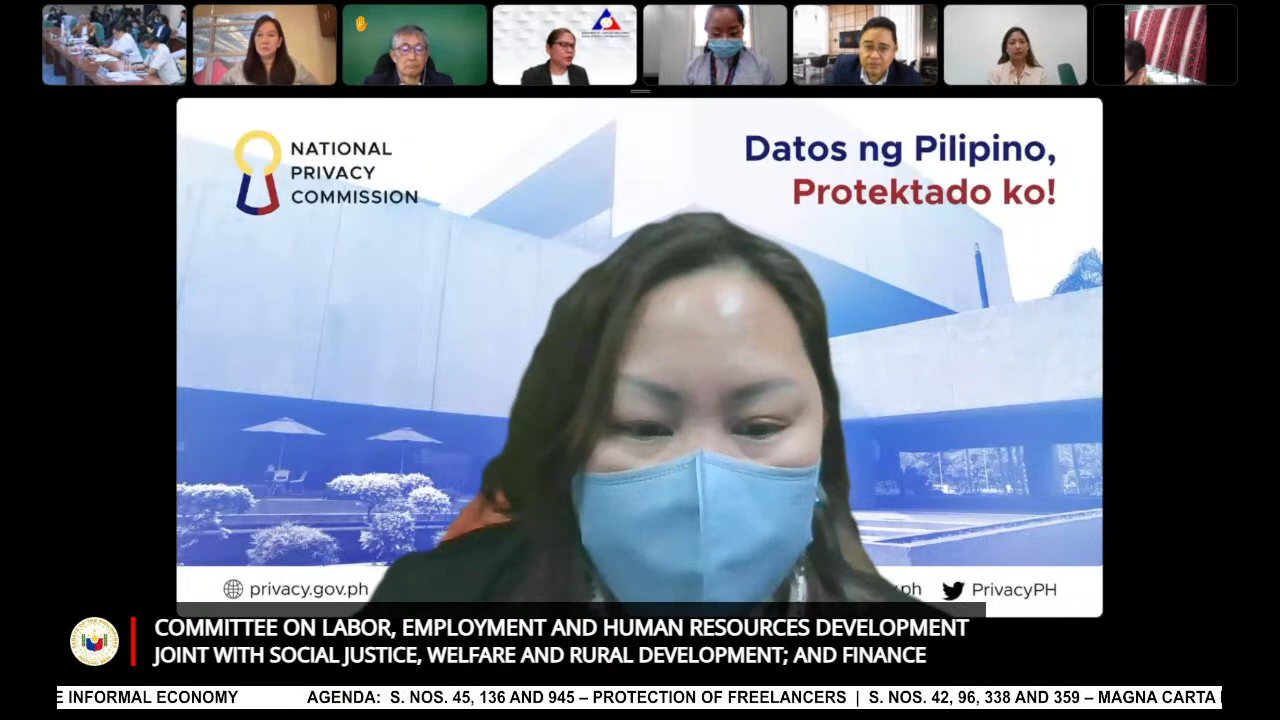 NATIONAL
PRIVACY
COMMISSION
Datos ng Pilipino,
Protektado ko!
privacy.gov.ph
ph
PrivacyPH
COMMITTEE ON LABOR, EMPLOYMENT AND HUMAN RESOURCES DEVELOPMENT
JOINT WITH SOCIAL JUSTICE, WELFARE AND RURAL DEVELOPMENT; AND FINANCE
E INFORMAL ECONOMY AGENDA: S. NOS. 45, 136 AND 945 – PROTECTION OF FREELANCERS | S. NOS. 42, 96, 338 AND 359 – MAGNA CARTA